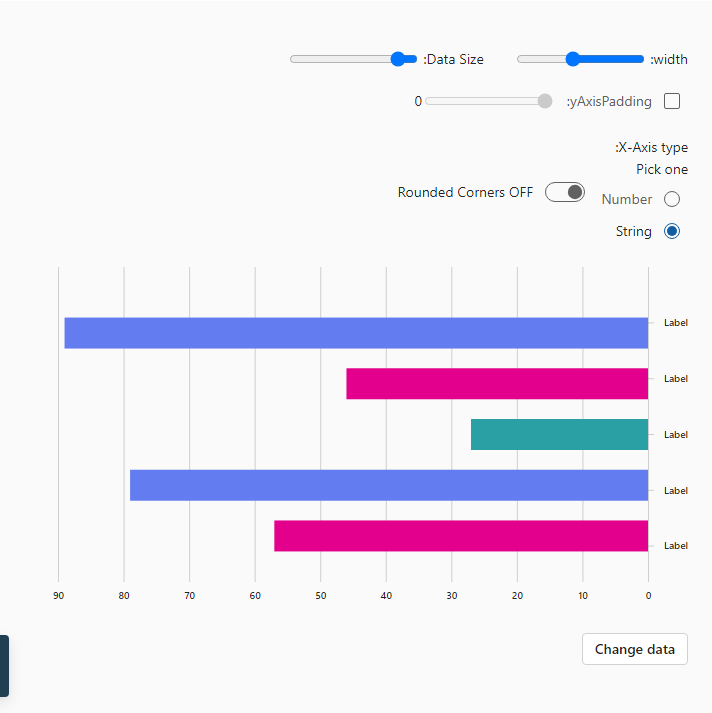 :width
:Data Size
:yAxisPadding
0
:X-Axis type
Pick one
Number
Rounded Corners OFF
String
Label
Label
Label
Label
Label
90 80 70 60 50 40 30 20 10 0
Change data